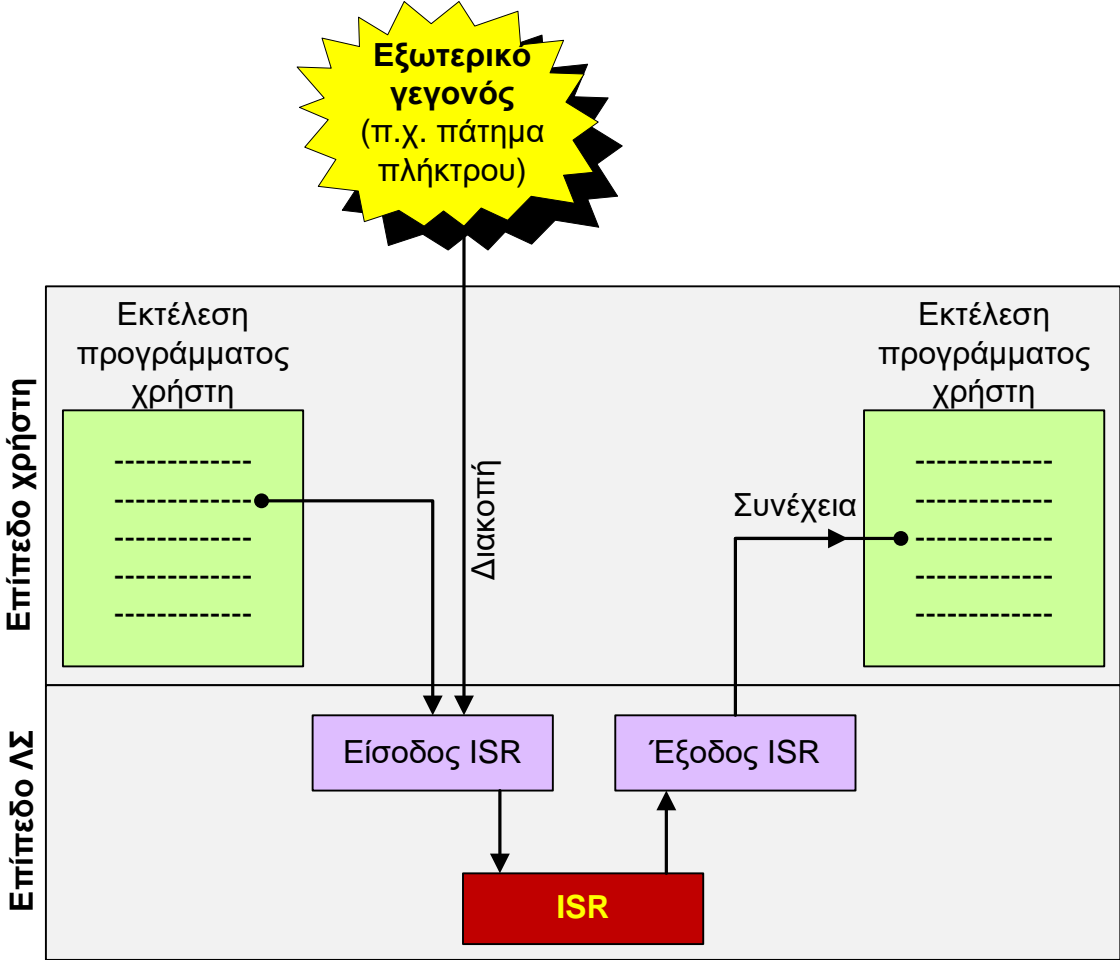 Εξωτερικό
γεγονός
(π.χ. πάτημα
πλήκτρου)
Εκτέλεση
προγράμματος
χρήστη
Εκτέλεση
προγράμματος
χρήστη
Επίπεδο χρήστη
-------------
-------------
-------------
-------------
-------------
Διακοπή
Συνέχεια
-------------
-------------
-------------
-------------
-------------
Επίπεδο ΛΣ
Είσοδος ISR
Έξοδος ISR
ISR